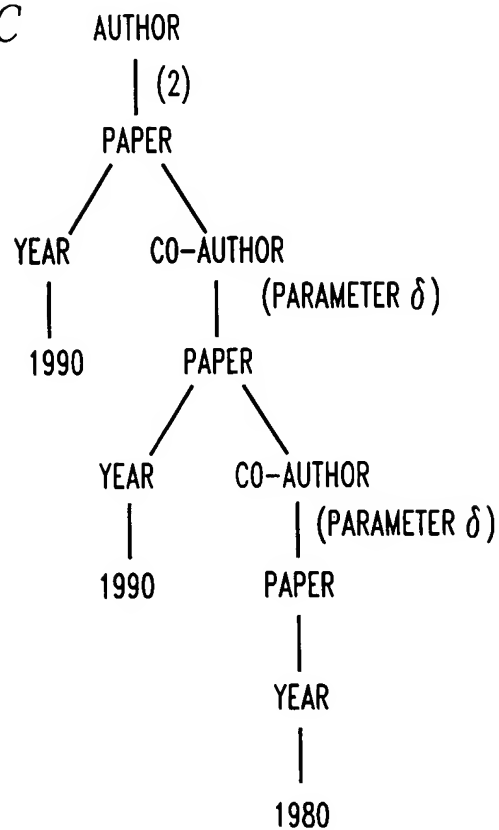 C
AUTHOR
(2)
PAPER
YEAR CO-AUTHOR
(PARAMETER δ)
1990 PAPER
YEAR CO-AUTHOR
(PARAMETER δ)
1990 PAPER
YEAR
1980